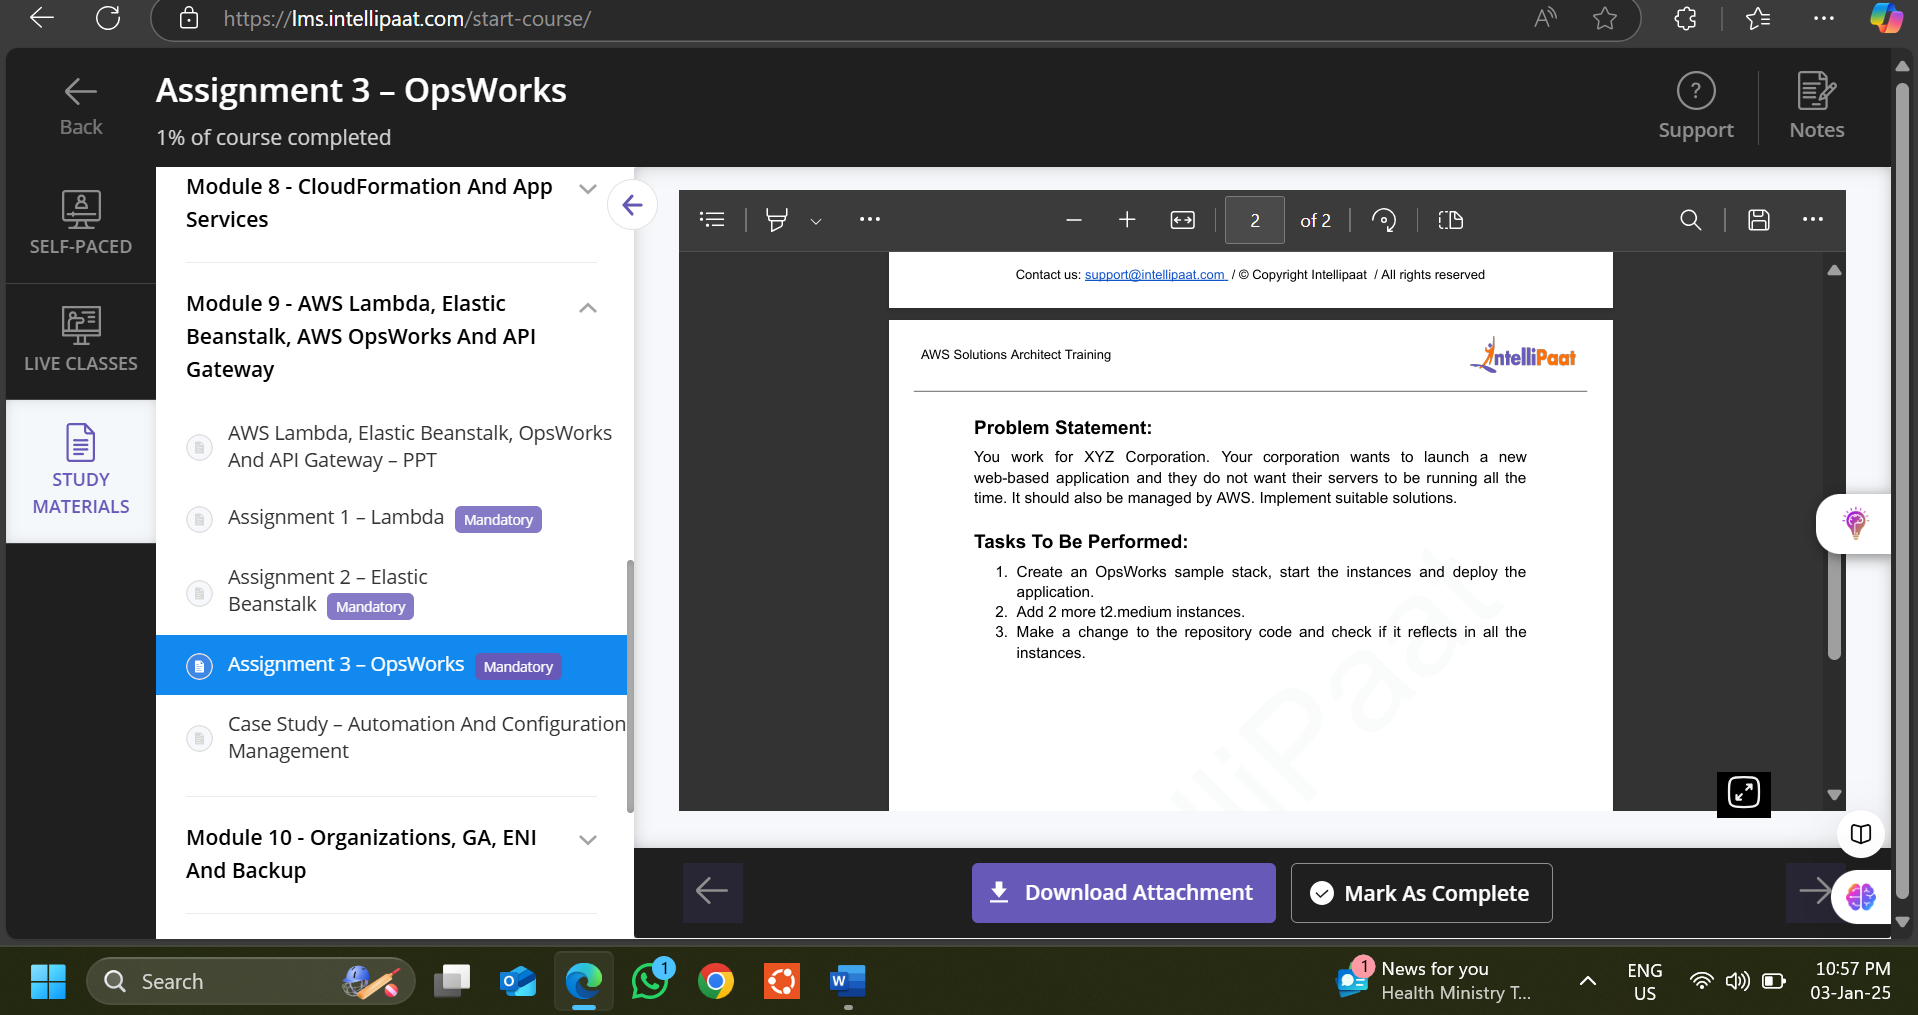 https://lms.intellipaat.com/start-course/
Assignment 3 – OpsWorks
1% of course completed
Back
Support
Notes
SELF-PACED
LIVE CLASSES
STUDY
MATERIALS
Module 8 - CloudFormation And App
Services
Module 9 - AWS Lambda, Elastic
Beanstalk, AWS OpsWorks And API
Gateway
AWS Lambda, Elastic Beanstalk, OpsWorks
And API Gateway – PPT
Assignment 1 – Lambda Mandatory
Assignment 2 – Elastic
Beanstalk Mandatory
Assignment 3 – OpsWorks Mandatory
Case Study – Automation And Configuration
Management
Module 10 - Organizations, GA, ENI
And Backup
2 of 2
Contact us: support@intellipaat.com / © Copyright Intellipaat / All rights reserved
AWS Solutions Architect Training
IntelliPaat
Problem Statement:
You work for XYZ Corporation. Your corporation wants to launch a new
web-based application and they do not want their servers to be running all the
time. It should also be managed by AWS. Implement suitable solutions.
Tasks To Be Performed:
1. Create an OpsWorks sample stack, start the instances and deploy the
application.
2. Add 2 more t2.medium instances.
3. Make a change to the repository code and check if it reflects in all the
instances.
lliPaat
Download Attachment
Mark As Complete
Search
1
1
News for you
Health Ministry T...
ENG
US
10:57 PM
03-Jan-25